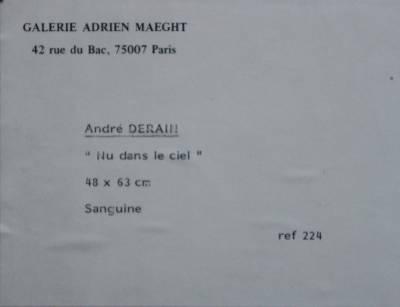 GALERIE ADRIEN MAEGHT
42 rue du Bac, 75007 Paris
André DERAIN
" Nu dans le ciel "
48 x 63 cm
Sanguine
ref 224